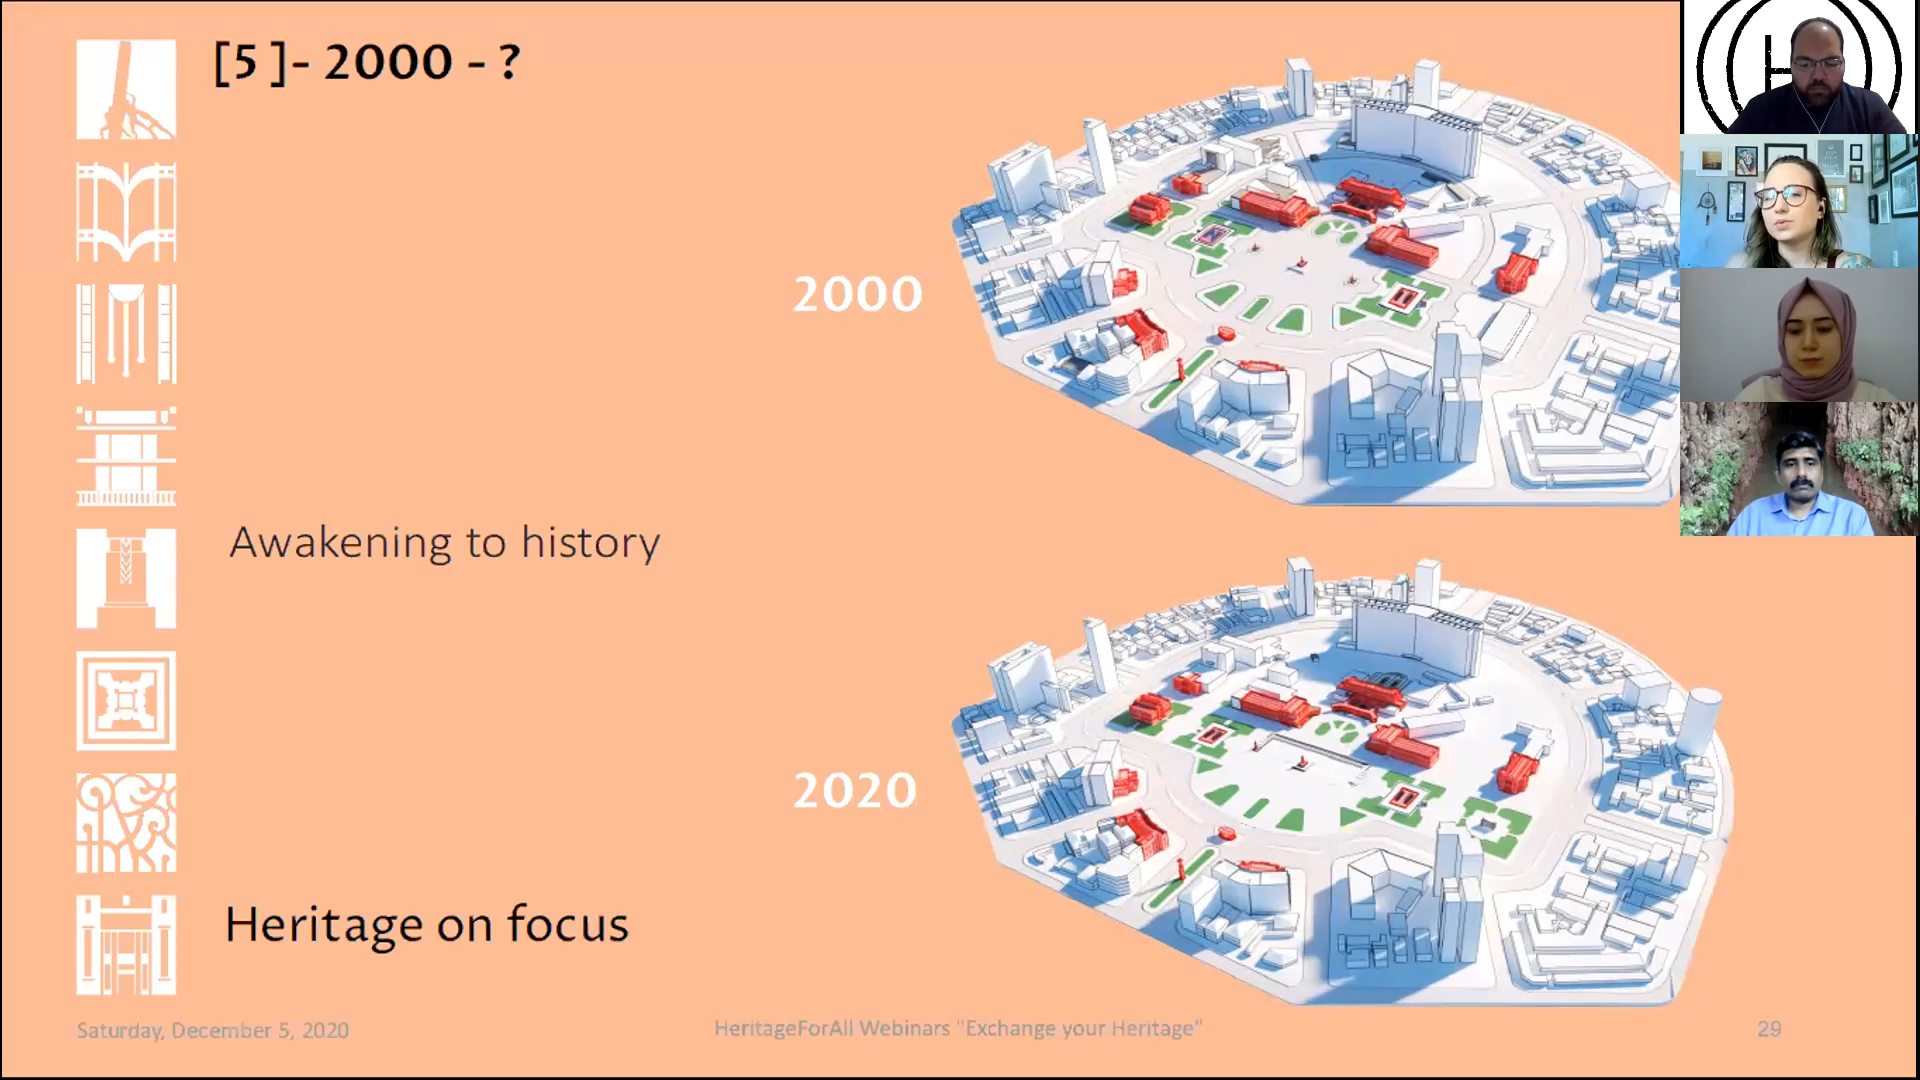 [5 ]- 2000 - ?
2000
Awakening to history
2020
Heritage on focus
Saturday, December 5, 2020
HeritageForAll Webinars "Exchange your Heritage"
29